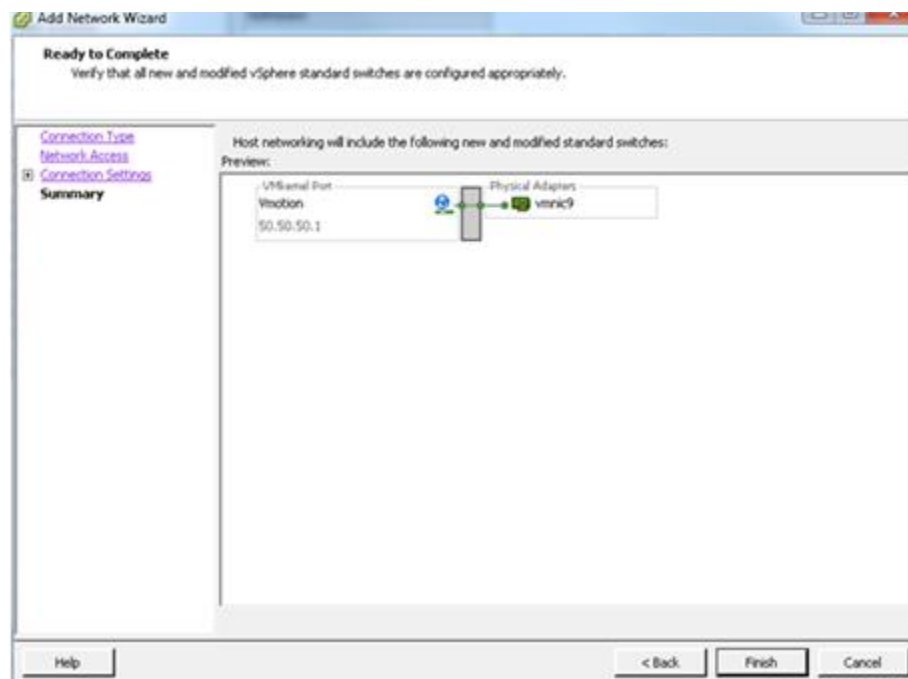 Add Network Wizard
Ready to Complete
Verify that all new and modified vSphere standard switches are configured appropriately.
Connection Type
Network Access
Connection Settings
Summary
Host networking will include the following new and modified standard switches:
Preview:
VMkernel Port
Vmotion
50.50.50.1
Physical Adapters
vmnic9
Help
< Back
Finish
Cancel